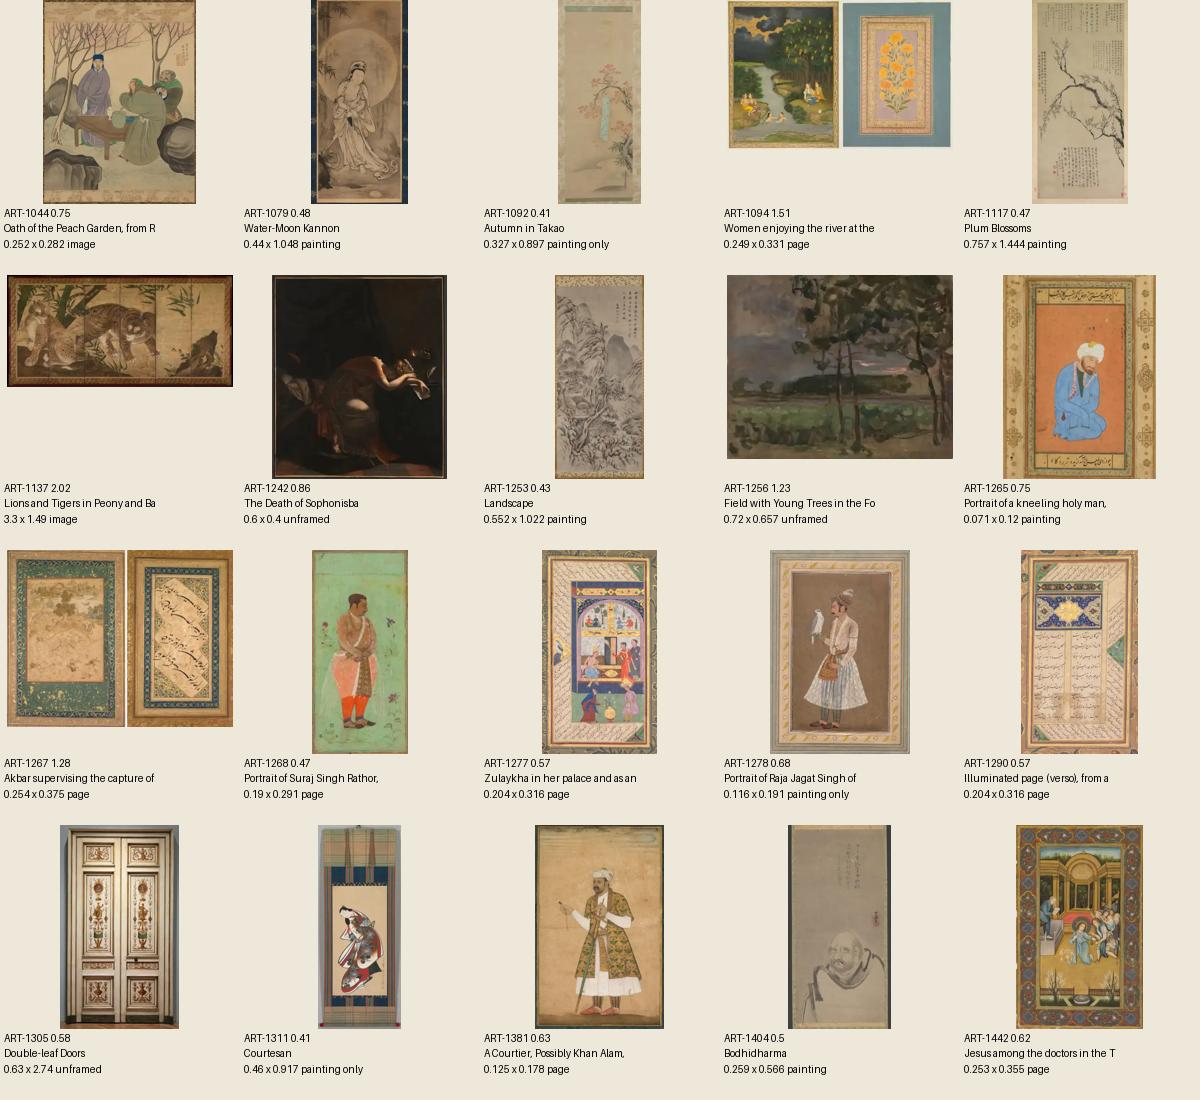 ART-1044 0.75
Oath of the Peach Garden, from R
0.252 x 0.282 image
ART-1079 0.48
Water-Moon Kannon
0.44 x 1.048 painting
ART-1092 0.41
Autumn in Takao
0.327 x 0.897 painting only
ART-1094 1.51
Women enjoying the river at the
0.249 x 0.331 page
ART-1117 0.47
Plum Blossoms
0.757 x 1.444 painting
ART-1137 2.02
Lions and Tigers in Peony and Ba
3.3 x 1.49 image
ART-1242 0.86
The Death of Sophonisba
0.6 x 0.4 unframed
ART-1253 0.43
Landscape
0.552 x 1.022 painting
ART-1256 1.23
Field with Young Trees in the Fo
0.72 x 0.657 unframed
ART-1265 0.75
Portrait of a kneeling holy man,
0.071 x 0.12 painting
ART-1267 1.28
Akbar supervising the capture of
0.254 x 0.375 page
ART-1268 0.47
Portrait of Suraj Singh Rathor,
0.19 x 0.291 page
ART-1277 0.57
Zulaykha in her palace and as an
0.204 x 0.316 page
ART-1278 0.68
Portrait of Raja Jagat Singh of
0.116 x 0.191 painting only
ART-1290 0.57
Illuminated page (verso), from a
0.204 x 0.316 page
ART-1305 0.58
Double-leaf Doors
0.63 x 2.74 unframed
ART-1311 0.41
Courtesan
0.46 x 0.917 painting only
ART-1381 0.63
A Courtier, Possibly Khan Alam,
0.125 x 0.178 page
ART-1404 0.5
Bodhidharma
0.259 x 0.566 painting
ART-1442 0.62
Jesus among the doctors in the T
0.253 x 0.355 page